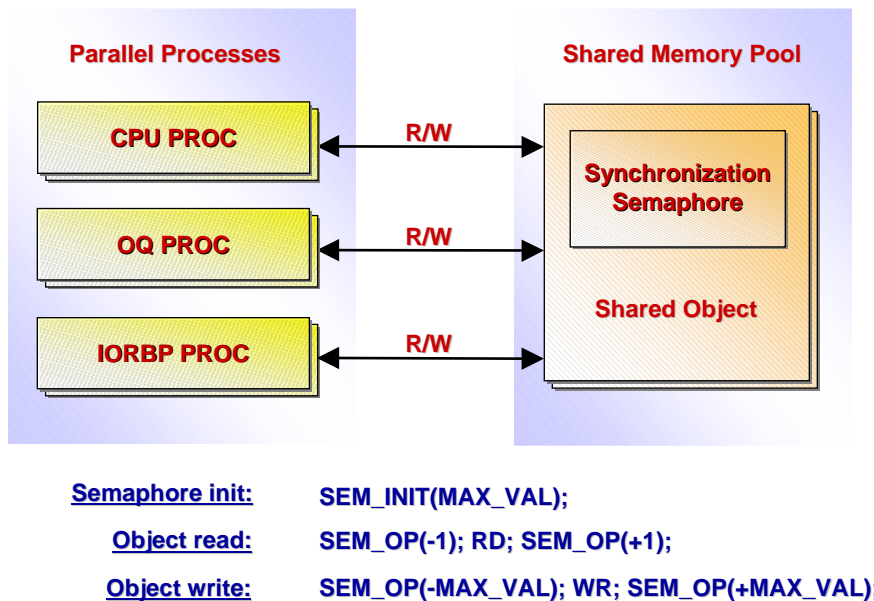 Parallel Processes
Shared Memory Pool
CPU PROC
R/W
Synchronization
Semaphore
OQ PROC
R/W
Shared Object
IORBP PROC
R/W
Semaphore init: SEM_INIT(MAX_VAL);
Object read: SEM_OP(-1); RD; SEM_OP(+1);
Object write: SEM_OP(-MAX_VAL); WR; SEM_OP(+MAX_VAL);